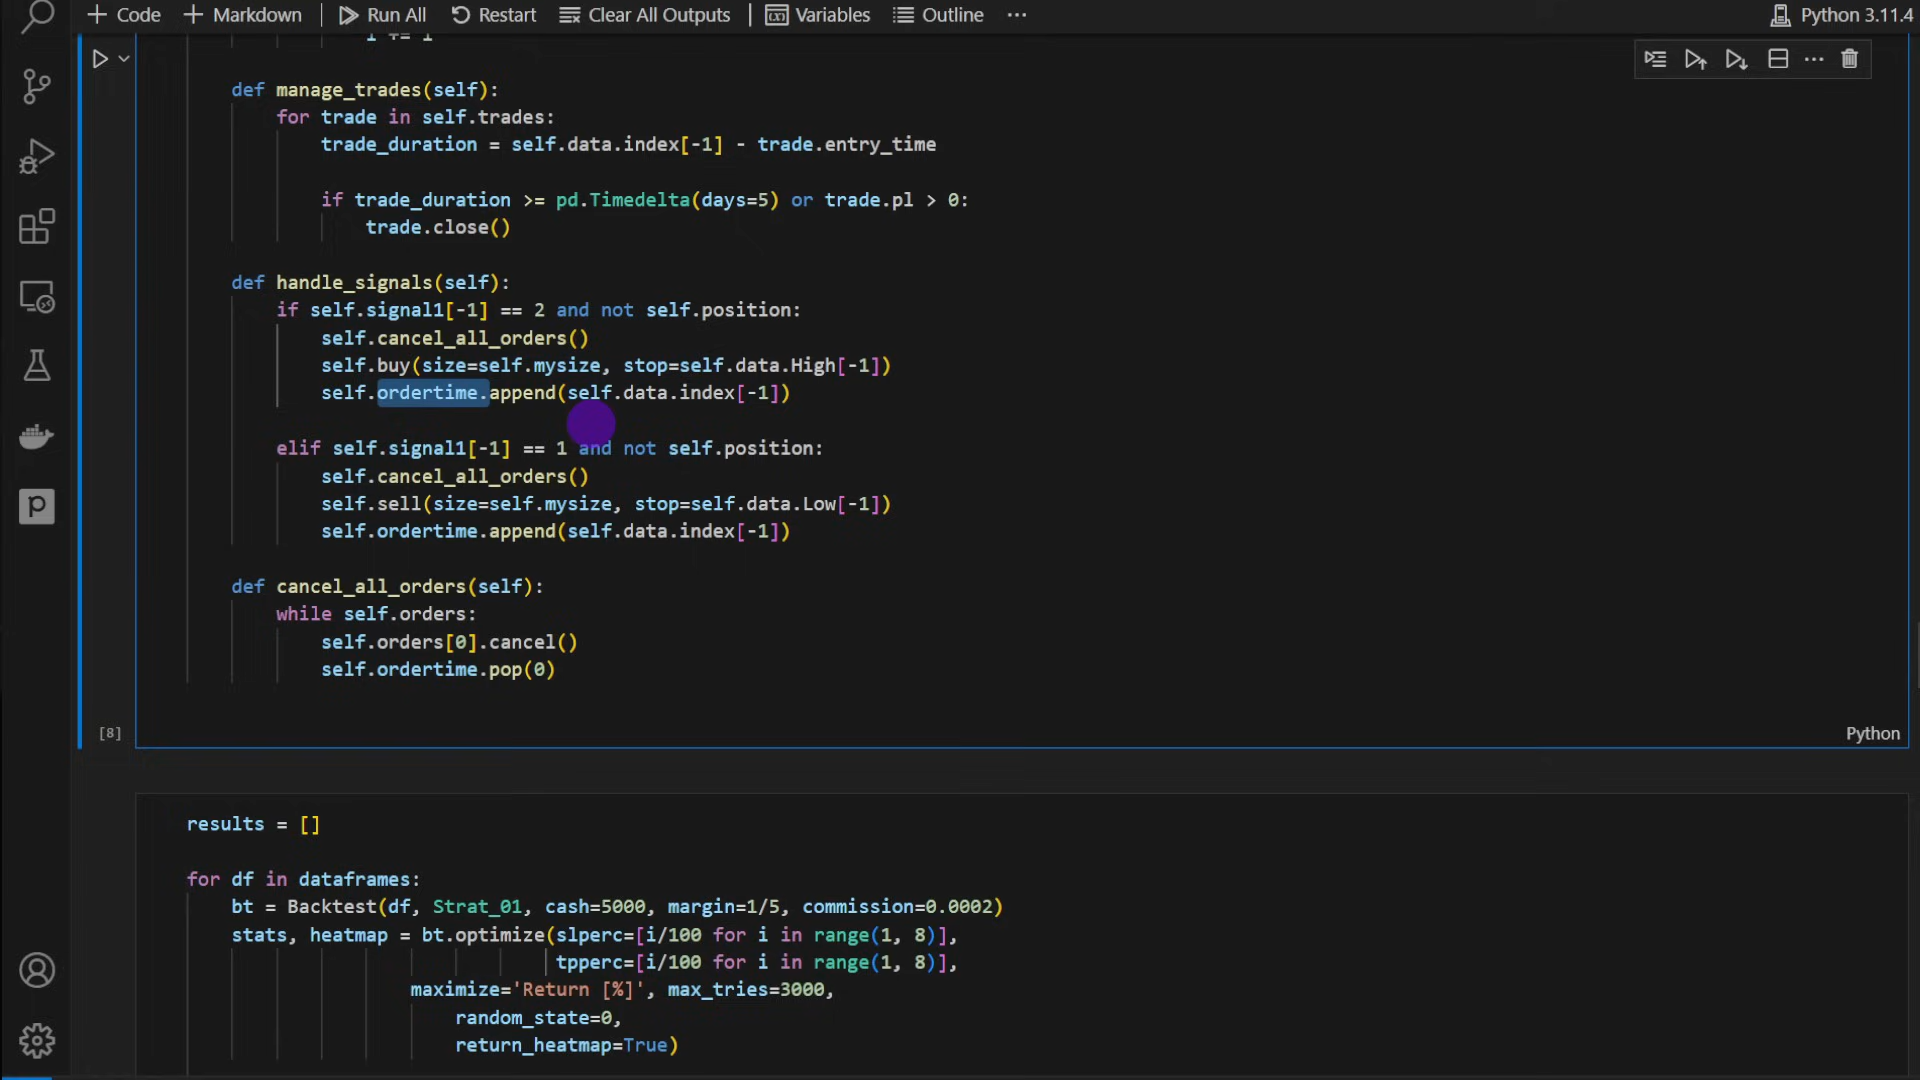 Code
Markdown
Run All
Restart
Clear All Outputs
Variables
Outline
...
Python 3.11.4
i += 1
def manage_trades(self):
for trade in self.trades:
trade_duration = self.data.index[-1] - trade.entry_time
if trade_duration >= pd.Timedelta(days=5) or trade.pl > 0:
trade.close()
def handle_signals(self):
if self.signal1[-1] == 2 and not self.position:
self.cancel_all_orders()
self.buy(size=self.mysize, stop=self.data.High[-1])
self.ordertime.append(self.data.index[-1])
elif self.signal1[-1] == 1 and not self.position:
self.cancel_all_orders()
self.sell(size=self.mysize, stop=self.data.Low[-1])
self.ordertime.append(self.data.index[-1])
def cancel_all_orders(self):
while self.orders:
self.orders[0].cancel()
self.ordertime.pop(0)
[8]
Python
results = []
for df in dataframes:
bt = Backtest(df, Strat_01, cash=5000, margin=1/5, commission=0.0002)
stats, heatmap = bt.optimize(slperc=[i/100 for i in range(1, 8)],
tpperc=[i/100 for i in range(1, 8)],
maximize='Return [%]', max_tries=3000,
random_state=0,
return_heatmap=True)